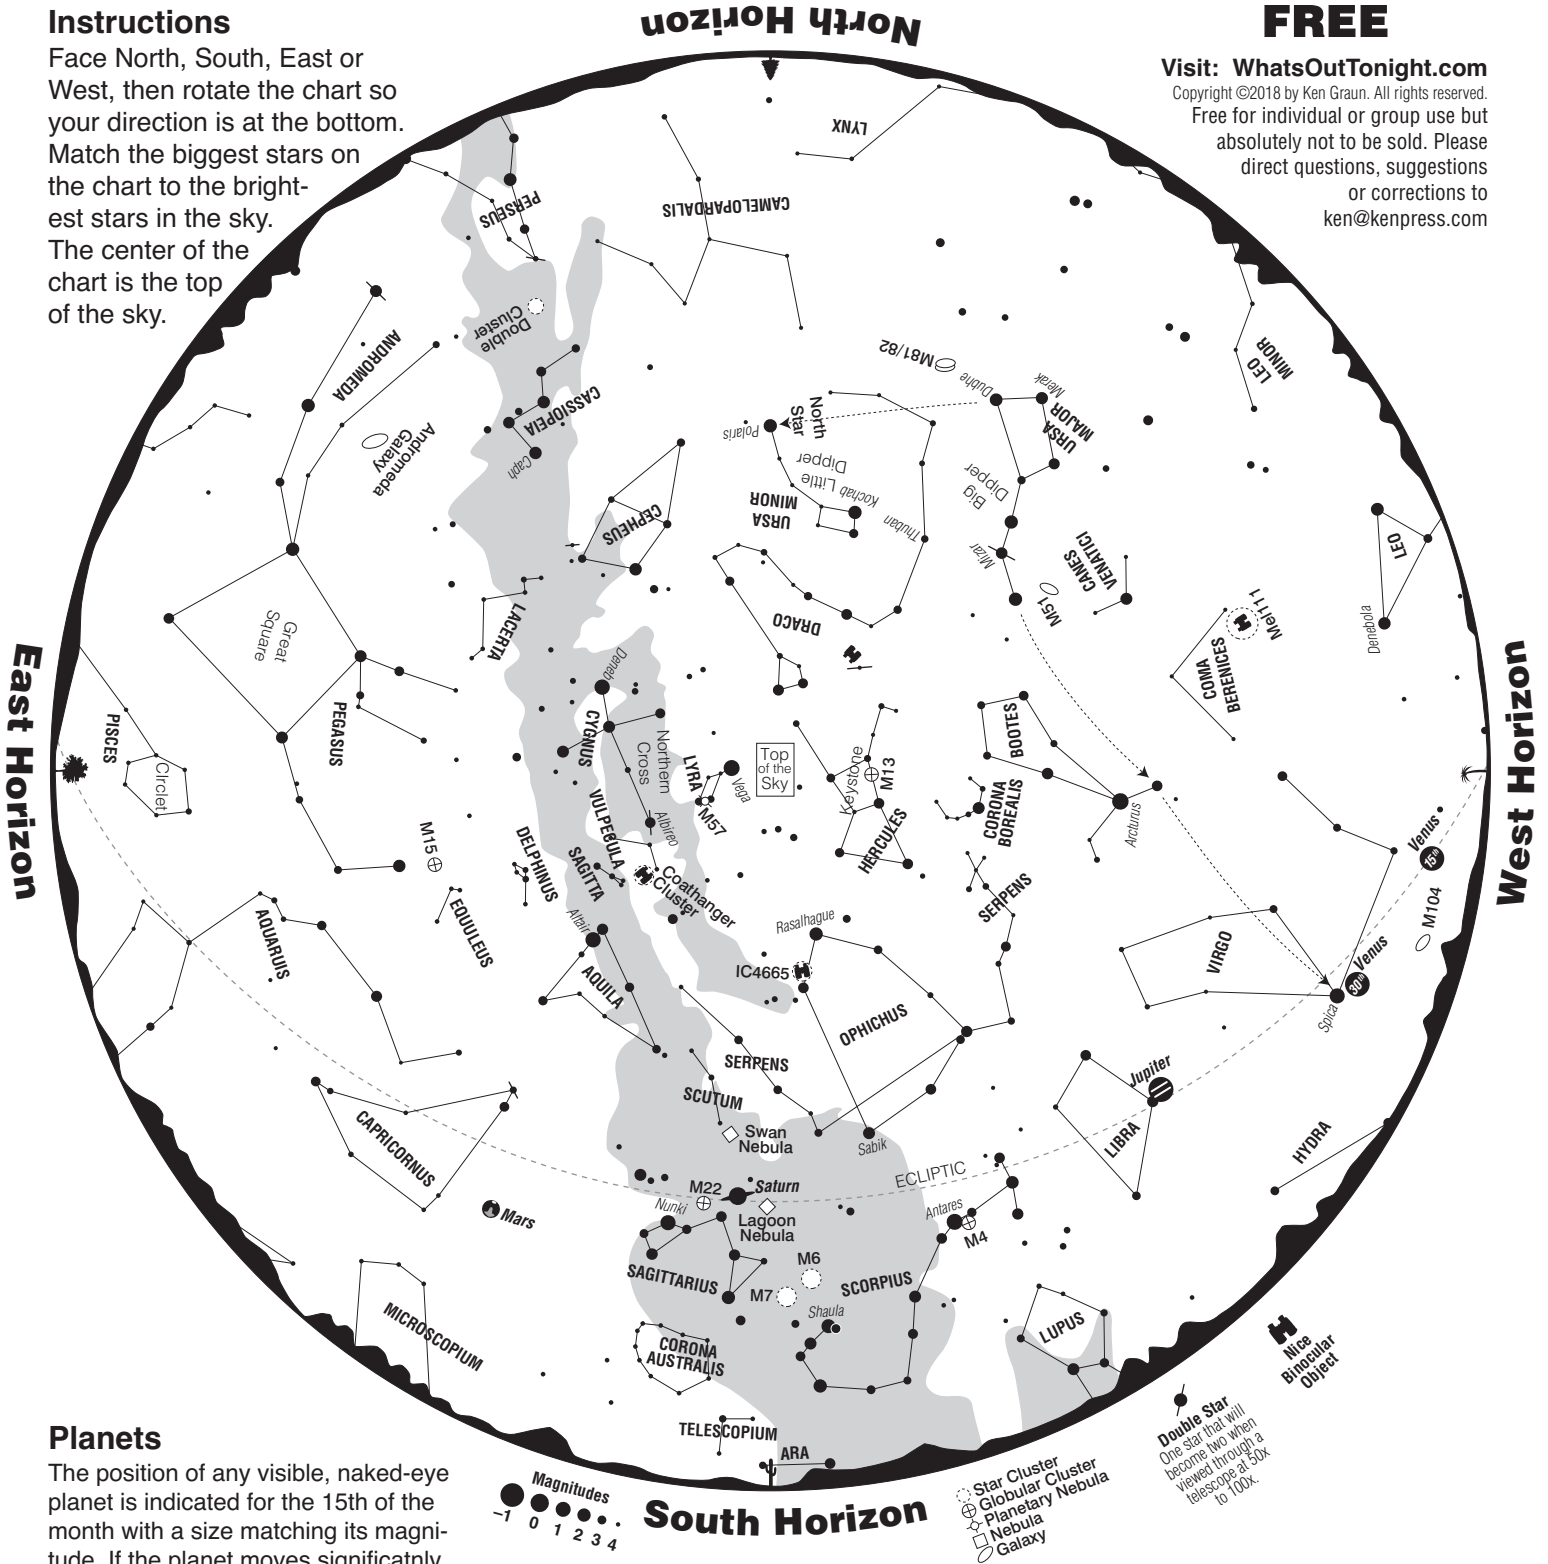 Instructions
Face North, South, East or
West, then rotate the chart so
your direction is at the bottom.
Match the biggest stars on
the chart to the bright-
est stars in the sky.
The center of the
chart is the top
of the sky.
North Horizon
FREE
Visit: WhatsOutTonight.com
Copyright ©2018 by Ken Graun. All rights reserved.
Free for individual or group use but
absolutely not to be sold. Please
direct questions, suggestions
or corrections to
ken@kenpress.com
LYNX
PERSEUS
CAMELOPARDALIS
Double
Cluster
ANDROMEDA
CASSIOPEIA
Caph
Andromeda
Galaxy
M81/82
Dubhe
Merak
URSA
MAJOR
LEO
MINOR
North
Star
Polaris
Little
Dipper
Kochab
URSA
MINOR
Thuban
Big
Dipper
Mizar
CEPHEUS
CANES
VENATICI
M51
LEO
Denebola
Mel111
COMA
BERENICES
DRACO
LACERTA
Great
Square
Deneb
CYGNUS
Northern
Cross
PEGASUS
PISCES
CIrclet
East Horizon
West Horizon
LYRA
Vega
M57
Top
of the
Sky
Keystone
M13
HERCULES
BOOTES
CORONA
BOREALIS
Arcturus
VULPECULA
Albireo
M15
DELPHINUS
SAGITTA
Coathanger
Cluster
SERPENS
Venus
15th
M104
VIRGO
Venus
30th
Spica
AQUARUIS
EQUULEUS
Altair
AQUILA
Rasalhague
IC4665
OPHICHUS
SERPENS
SCUTUM
Swan
Nebula
Sabik
Jupiter
LIBRA
HYDRA
CAPRICORNUS
ECLIPTIC
M22
Saturn
Nunki
Lagoon
Nebula
Antares
M4
Mars
M6
M7
SAGITTARIUS
SCORPIUS
Shaula
LUPUS
MICROSCOPIUM
CORONA
AUSTRALIS
TELESCOPIUM
ARA
Nice
Binocular
Object
Double Star
One star that will
become two when
viewed through a
telescope at 50x
to 100x.
Planets
The position of any visible, naked-eye
planet is indicated for the 15th of the
month with a size matching its magni-
tude. If the planet moves significatnly
Magnitudes
–1 0 1 2 3 4
South Horizon
Star Cluster
Globular Cluster
Planetary Nebula
Nebula
Galaxy